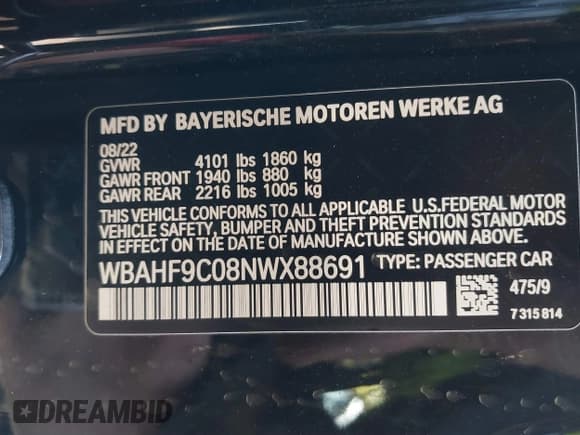 MFD BY BAYERISCHE MOTOREN WERKE AG
08/22
GVWR 4101 lbs 1860 kg
GAWR FRONT 1940 lbs 880 kg
GAWR REAR 2216 lbs 1005 kg
THIS VEHICLE CONFORMS TO ALL APPLICABLE U.S.FEDERAL MOTOR
VEHICLE SAFETY, BUMPER AND THEFT PREVENTION STANDARDS
IN EFFECT ON THE DATE OF MANUFACTURE SHOWN ABOVE.
WBAHF9C08NWX88691 TYPE: PASSENGER CAR
475/9
7 315 814
DREAMBID